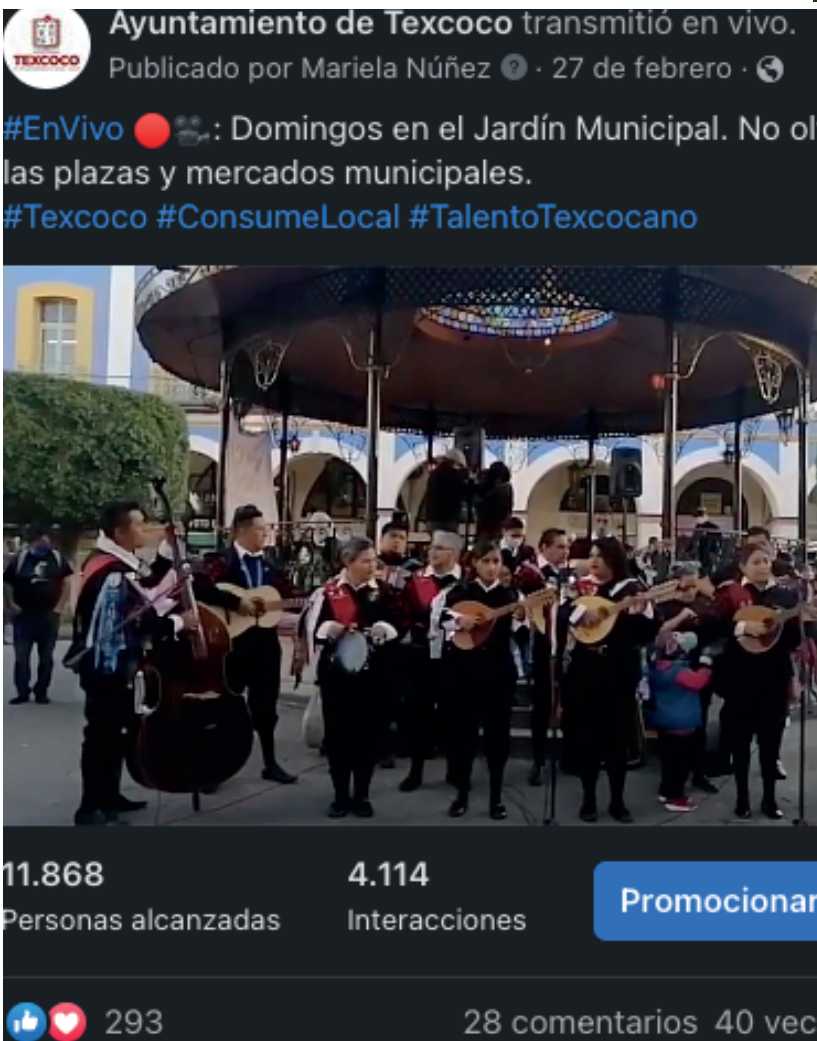 TEXCOCO
Ayuntamiento de Texcoco transmitió en vivo.
Publicado por Mariela Núñez · 27 de febrero ·
#EnVivo 🔴🎥: Domingos en el Jardín Municipal. No
las plazas y mercados municipales.
#Texcoco #ConsumeLocal #TalentoTexcocano
11.868
4.114
Personas alcanzadas
Interacciones
Promocionar
293
28 comentarios 40